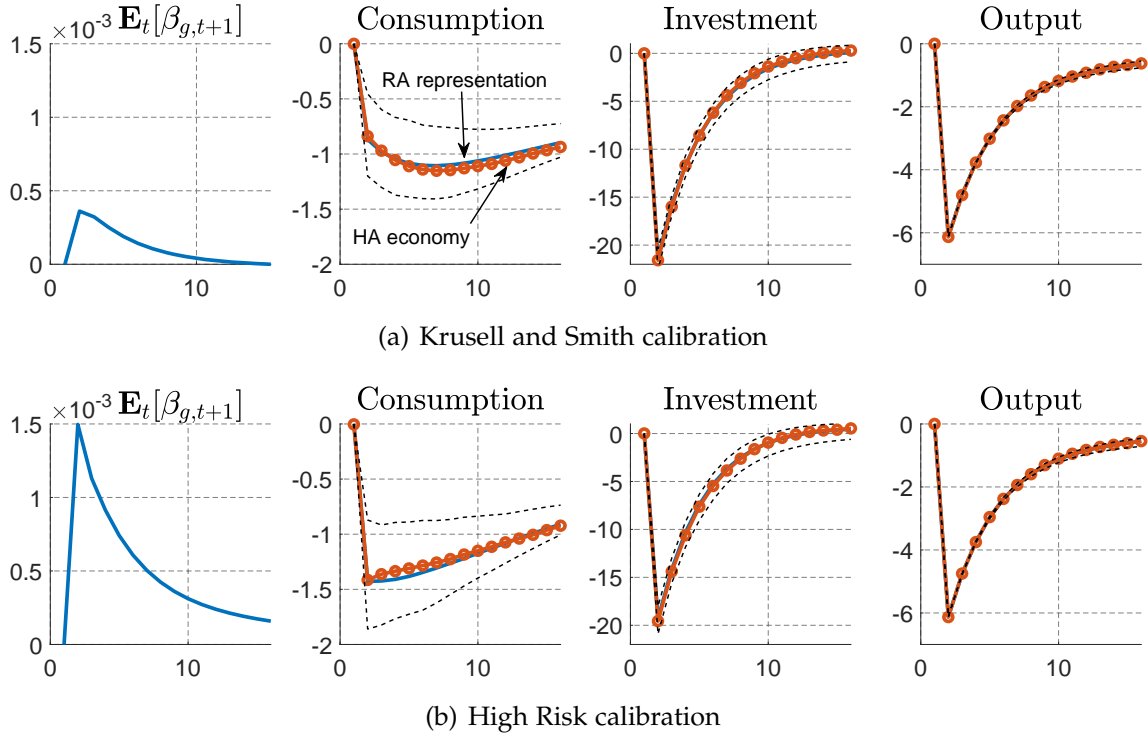 ×10⁻³ E_t[β_{g,t+1}] Consumption Investment Output
1.5 1 0.5 0
0 10
0 -0.5 -1 -1.5 -2
RA representation
HA economy
0 10
0 -5 -10 -15 -20
0 10
0 -2 -4 -6
0 10
(a) Krusell and Smith calibration
×10⁻³ E_t[β_{g,t+1}] Consumption Investment Output
1.5 1 0.5 0
0 10
0 -0.5 -1 -1.5 -2
0 10
0 -5 -10 -15 -20
0 10
0 -2 -4 -6
0 10
(b) High Risk calibration